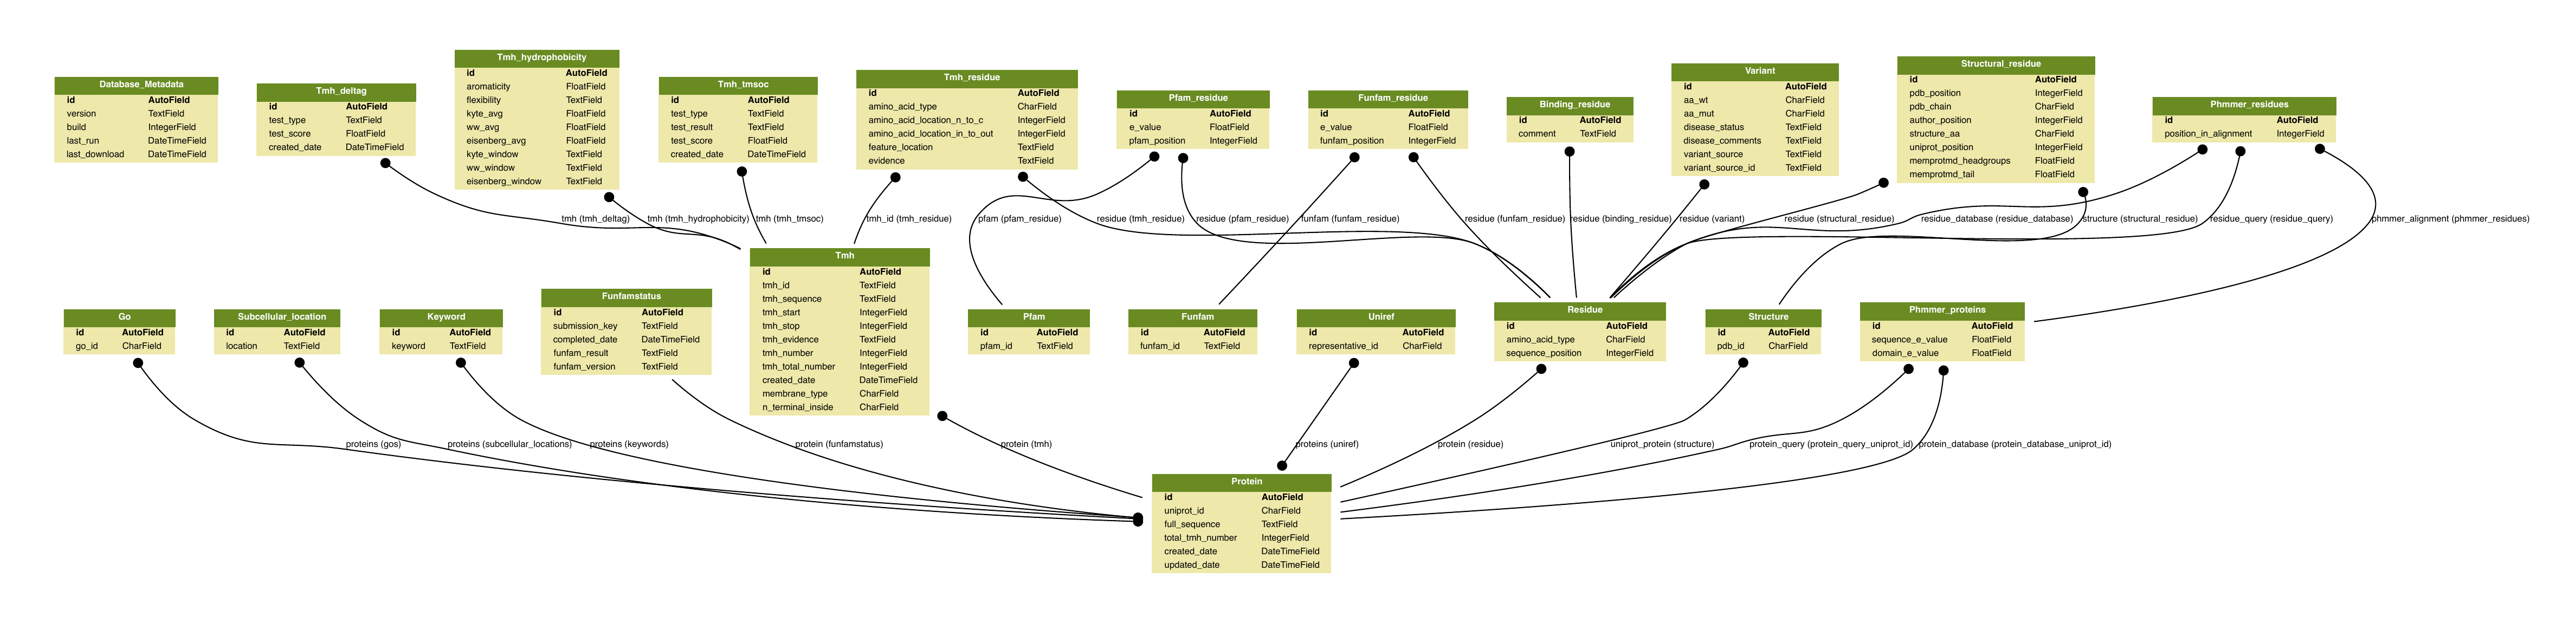 Database_Metadata
id AutoField
version TextField
build IntegerField
last_run DateTimeField
last_download DateTimeField
Tmh_deltag
id AutoField
test_type TextField
test_score FloatField
created_date DateTimeField
Tmh_hydrophobicity
id AutoField
aromaticity FloatField
flexibility TextField
kyte_avg FloatField
ww_avg FloatField
eisenberg_avg FloatField
kyte_window TextField
ww_window TextField
eisenberg_window TextField
Tmh_tmsoc
id AutoField
test_type TextField
test_result TextField
test_score FloatField
created_date DateTimeField
Tmh_residue
id AutoField
amino_acid_type CharField
amino_acid_location_n_to_c IntegerField
amino_acid_location_in_to_out IntegerField
feature_location TextField
evidence TextField
Pfam_residue
id AutoField
e_value FloatField
pfam_position IntegerField
Funfam_residue
id AutoField
e_value FloatField
funfam_position IntegerField
Binding_residue
id AutoField
comment TextField
Variant
id AutoField
aa_wt CharField
aa_mut CharField
disease_status TextField
disease_comments TextField
variant_source TextField
variant_source_id TextField
Structural_residue
id AutoField
pdb_position IntegerField
pdb_chain CharField
author_position IntegerField
structure_aa CharField
uniprot_position IntegerField
memprotmd_headgroups FloatField
memprotmd_tail FloatField
Phmmer_residues
id AutoField
position_in_alignment IntegerField
tmh (tmh_deltag)
tmh (tmh_hydrophobicity)
tmh (tmh_tmsoc)
tmh_id (tmh_residue)
pfam (pfam_residue)
residue (tmh_residue)
residue (pfam_residue)
funfam (funfam_residue)
residue (funfam_residue)
residue (binding_residue)
residue (variant)
residue (structural_residue)
residue_database (residue_database)
structure (structural_residue)
residue_query (residue_query)
phmmer_alignment (phmmer_residues)
Go
id AutoField
go_id CharField
Subcellular_location
id AutoField
location TextField
Keyword
id AutoField
keyword TextField
Funfamstatus
id AutoField
submission_key TextField
completed_date DateTimeField
funfam_result TextField
funfam_version TextField
Tmh
id AutoField
tmh_id TextField
tmh_sequence TextField
tmh_start IntegerField
tmh_stop IntegerField
tmh_evidence TextField
tmh_number IntegerField
tmh_total_number IntegerField
created_date DateTimeField
membrane_type CharField
n_terminal_inside CharField
Pfam
id AutoField
pfam_id TextField
Funfam
id AutoField
funfam_id TextField
Uniref
id AutoField
representative_id CharField
Residue
id AutoField
amino_acid_type CharField
sequence_position IntegerField
Structure
id AutoField
pdb_id CharField
Phmmer_proteins
id AutoField
sequence_e_value FloatField
domain_e_value FloatField
proteins (gos)
proteins (subcellular_locations)
proteins (keywords)
protein (funfamstatus)
protein (tmh)
proteins (uniref)
protein (residue)
uniprot_protein (structure)
protein_query (protein_query_uniprot_id)
protein_database (protein_database_uniprot_id)
Protein
id AutoField
uniprot_id CharField
full_sequence TextField
total_tmh_number IntegerField
created_date DateTimeField
updated_date DateTimeField